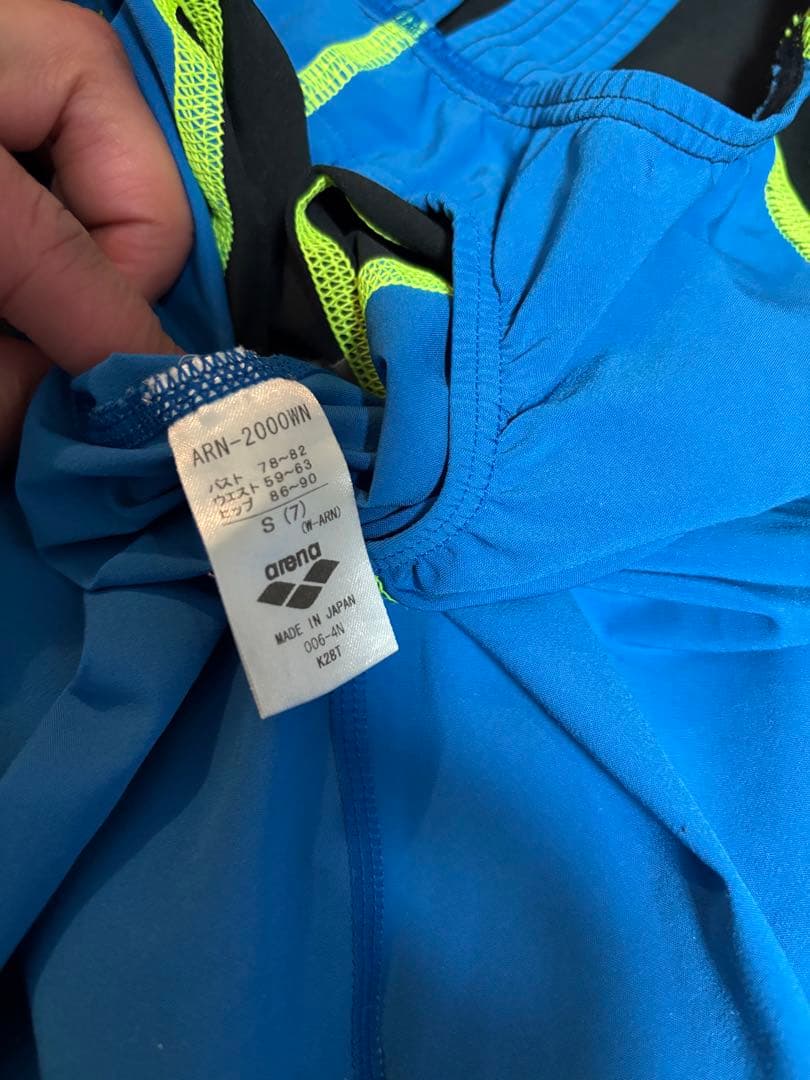 ARN-2000WN
バスト 78~82
ウエスト 59~63
ヒップ 86~90
S (7)
(W-ARN)
arena
MADE IN JAPAN
006-4N
K28T